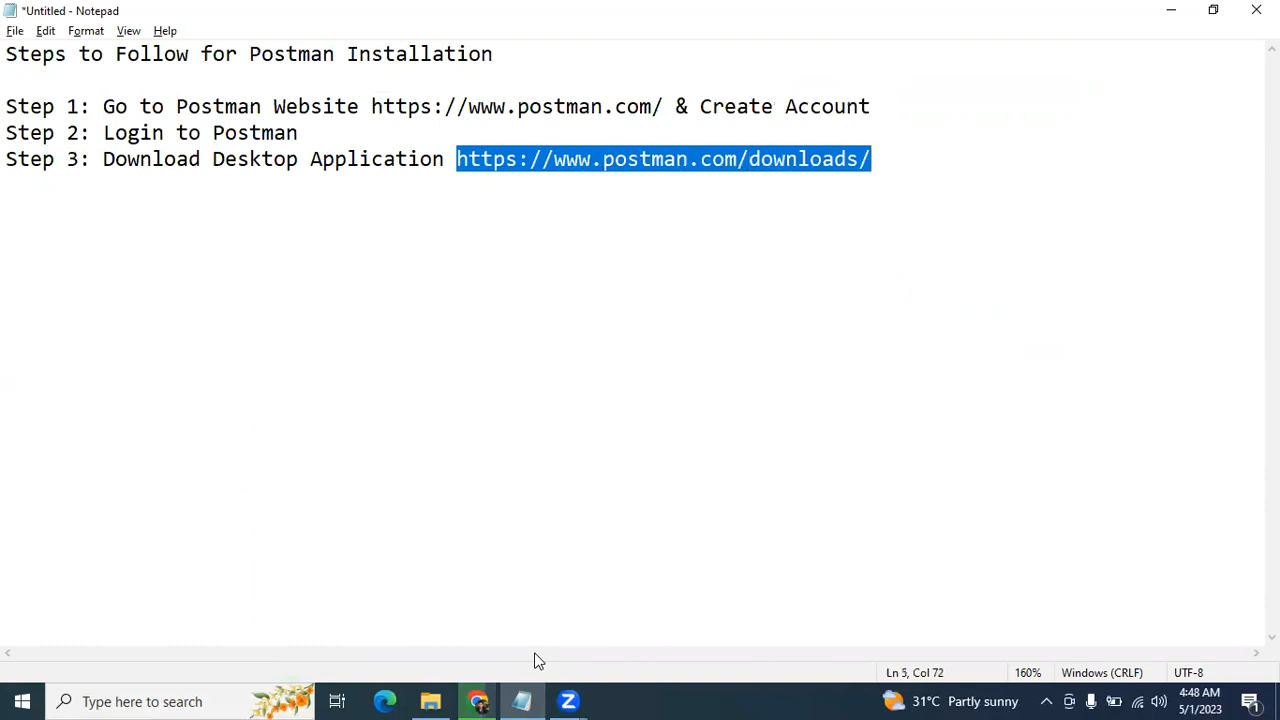 *Untitled - Notepad
File Edit Format View Help
Steps to Follow for Postman Installation
Step 1: Go to Postman Website https://www.postman.com/ & Create Account
Step 2: Login to Postman
Step 3: Download Desktop Application https://www.postman.com/downloads/
Ln 5, Col 72 160% Windows (CRLF) UTF-8
Type here to search
31°C Partly sunny
4:48 AM
5/1/2023
1